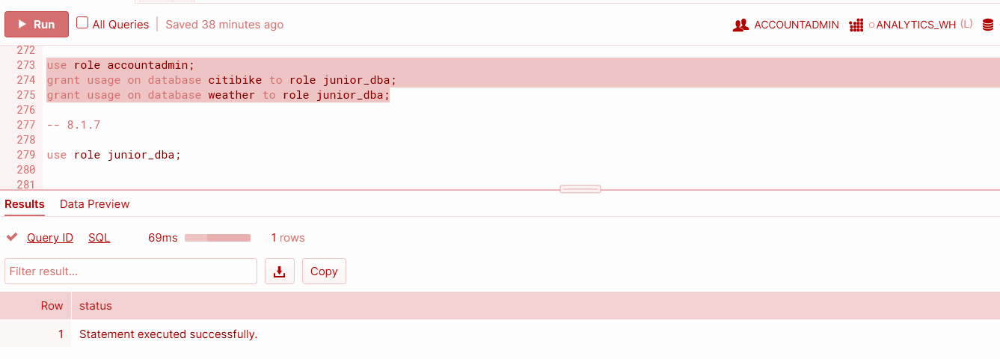 Run All Queries Saved 38 minutes ago ACCOUNTADMIN ANALYTICS_WH (L)
272
273 use role accountadmin;
274 grant usage on database citibike to role junior_dba;
275 grant usage on database weather to role junior_dba;
276
277 -- 8.1.7
278
279 use role junior_dba;
280
281
Results Data Preview
Query ID SQL 69ms 1 rows
Filter result... Copy
Row status
1 Statement executed successfully.